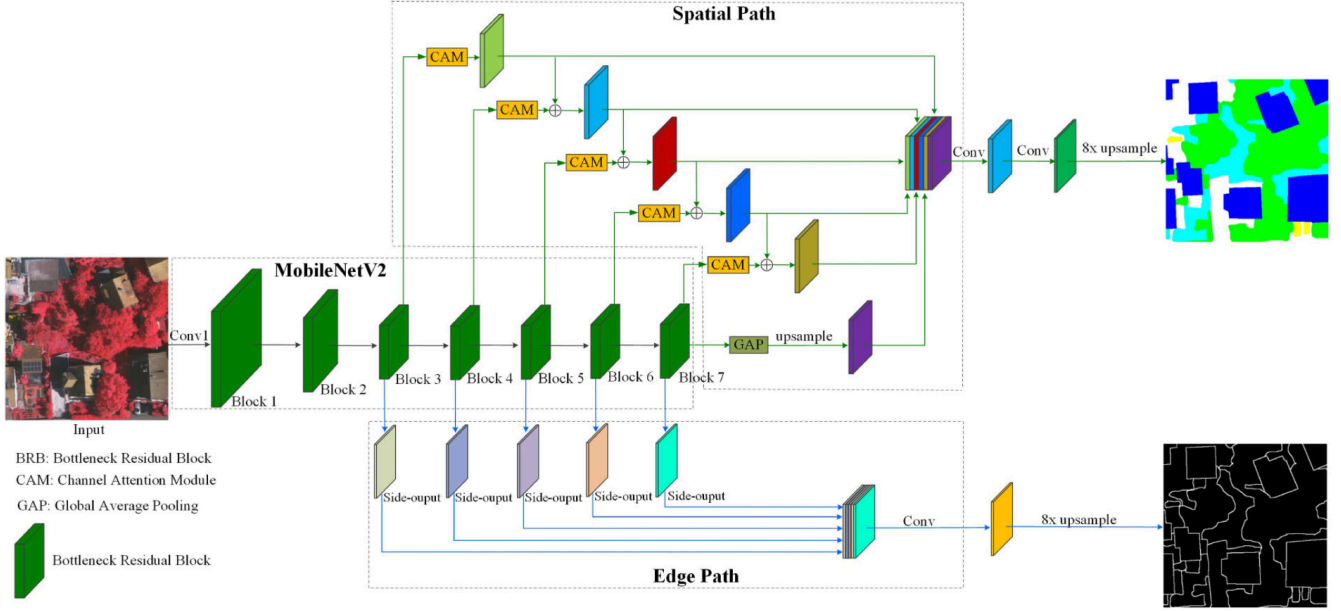 Spatial Path
CAM
CAM
CAM
CAM
CAM
Conv
Conv
8x upsample
MobileNetV2
Conv1
Block 1
Block 2
Block 3
Block 4
Block 5
Block 6
Block 7
GAP
upsample
Input
BRB: Bottleneck Residual Block
CAM: Channel Attention Module
GAP: Global Average Pooling
Bottleneck Residual Block
Side-ouput
Side-ouput
Side-ouput
Side-ouput
Side-ouput
Conv
8x upsample
Edge Path